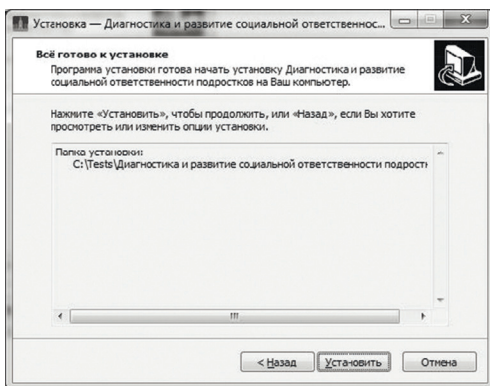 Установка — Диагностика и развитие социальной ответственнос...
Всё готово к установке
Программа установки готова начать установку Диагностика и развитие
социальной ответственности подростков на Ваш компьютер.
Нажмите «Установить», чтобы продолжить, или «Назад», если Вы хотите
просмотреть или изменить опции установки.
Папка установки:
C:\Tests\Диагностика и развитие социальной ответственности подростк
< Назад
Установить
Отмена